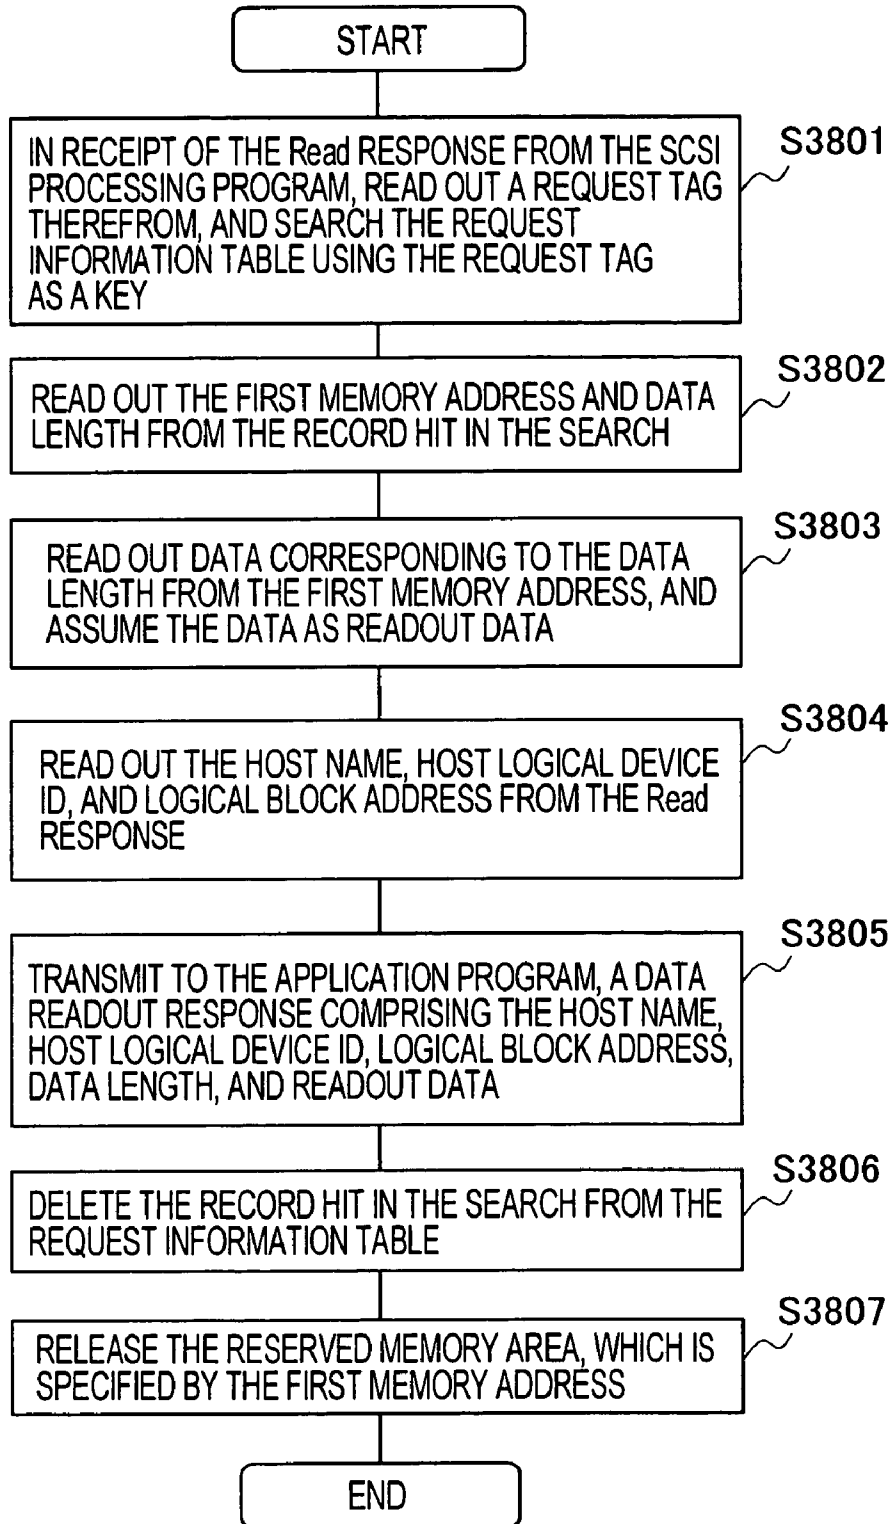 START
S3801
IN RECEIPT OF THE Read RESPONSE FROM THE SCSI
PROCESSING PROGRAM, READ OUT A REQUEST TAG
THEREFROM, AND SEARCH THE REQUEST
INFORMATION TABLE USING THE REQUEST TAG
AS A KEY
S3802
READ OUT THE FIRST MEMORY ADDRESS AND DATA
LENGTH FROM THE RECORD HIT IN THE SEARCH
S3803
READ OUT DATA CORRESPONDING TO THE DATA
LENGTH FROM THE FIRST MEMORY ADDRESS, AND
ASSUME THE DATA AS READOUT DATA
S3804
READ OUT THE HOST NAME, HOST LOGICAL DEVICE
ID, AND LOGICAL BLOCK ADDRESS FROM THE Read
RESPONSE
S3805
TRANSMIT TO THE APPLICATION PROGRAM, A DATA
READOUT RESPONSE COMPRISING THE HOST NAME,
HOST LOGICAL DEVICE ID, LOGICAL BLOCK ADDRESS,
DATA LENGTH, AND READOUT DATA
S3806
DELETE THE RECORD HIT IN THE SEARCH FROM THE
REQUEST INFORMATION TABLE
S3807
RELEASE THE RESERVED MEMORY AREA, WHICH IS
SPECIFIED BY THE FIRST MEMORY ADDRESS
END